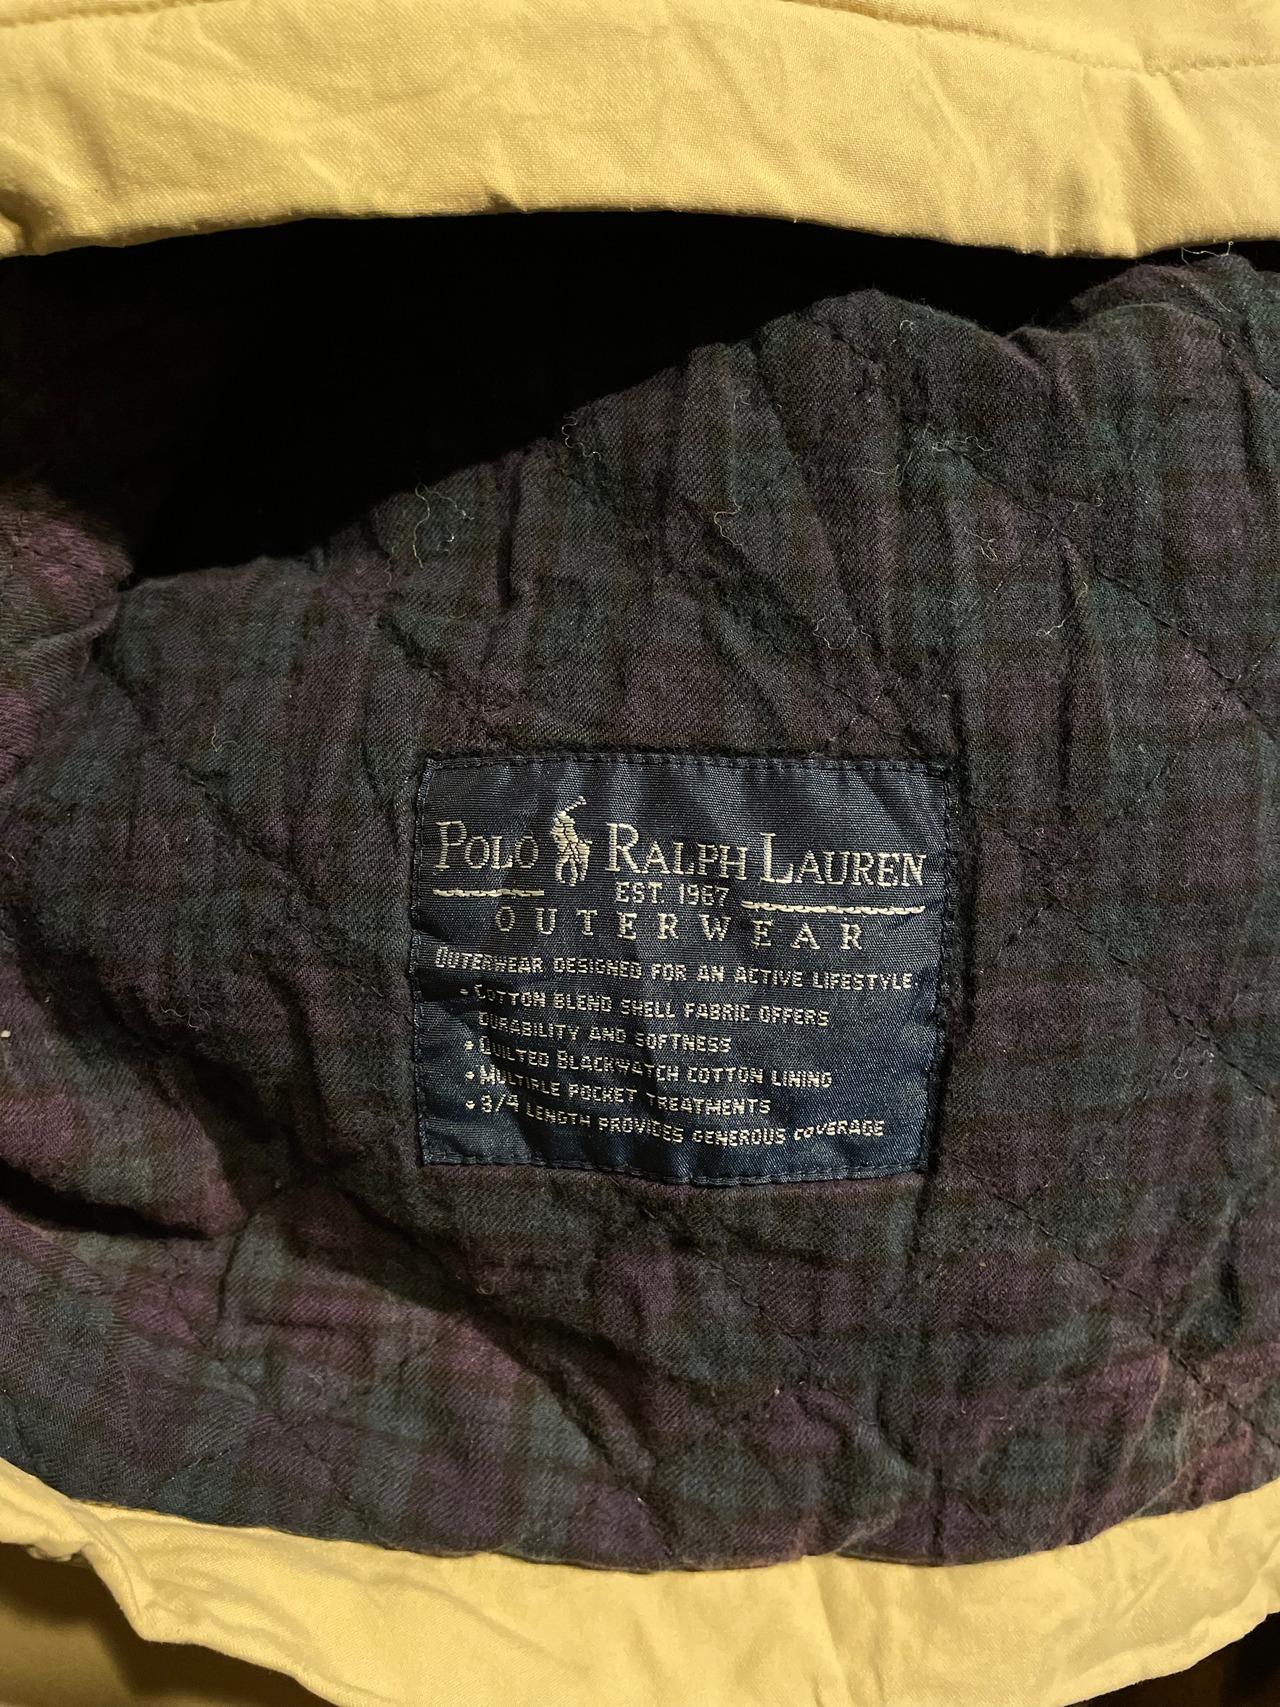 POLO RALPH LAUREN
EST. 1967
OUTERWEAR
OUTERWEAR DESIGNED FOR AN ACTIVE LIFESTYLE.
• COTTON BLEND SHELL FABRIC OFFERS
DURABILITY AND SOFTNESS
• QUILTED BLACKWATCH COTTON LINING
• MULTIPLE POCKET TREATMENTS
• 3/4 LENGTH PROVIDES GENEROUS COVERAGE